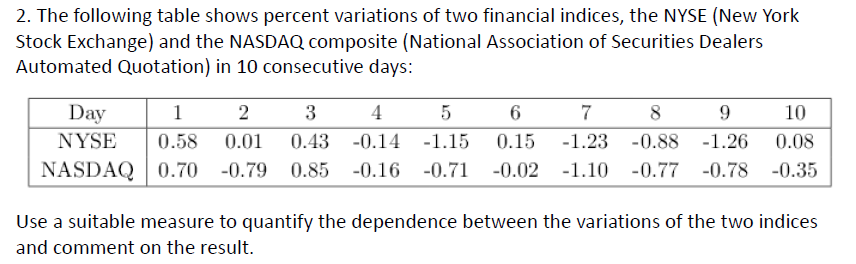 2. The following table shows percent variations of two financial indices, the NYSE (New York
Stock Exchange) and the NASDAQ composite (National Association of Securities Dealers
Automated Quotation) in 10 consecutive days:
Day 1 2 3 4 5 6 7 8 9 10
NYSE 0.58 0.01 0.43 -0.14 -1.15 0.15 -1.23 -0.88 -1.26 0.08
NASDAQ 0.70 -0.79 0.85 -0.16 -0.71 -0.02 -1.10 -0.77 -0.78 -0.35
Use a suitable measure to quantify the dependence between the variations of the two indices
and comment on the result.